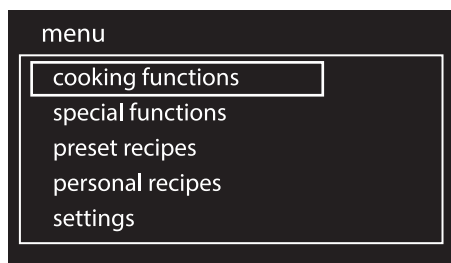 menu
cooking functions
special functions
preset recipes
personal recipes
settings